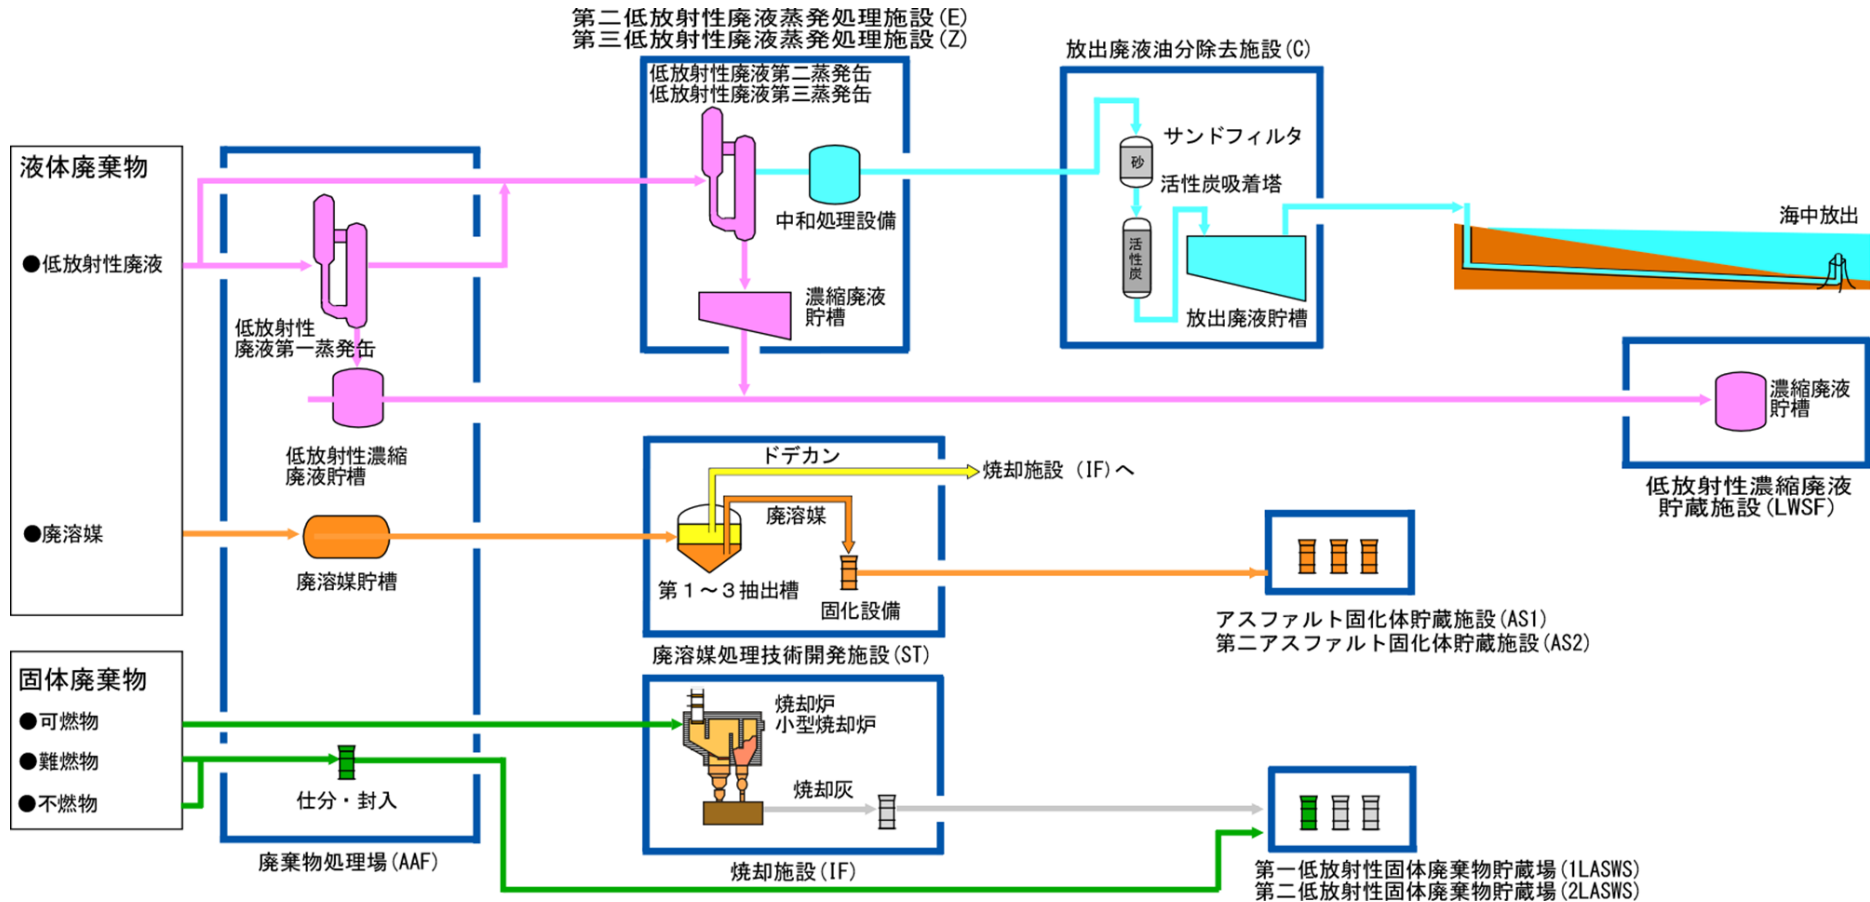 第二低放射性廃液蒸発処理施設(E)
第三低放射性廃液蒸発処理施設(Z)
放出廃液油分除去施設(C)
低放射性廃液第二蒸発缶
低放射性廃液第三蒸発缶
液体廃棄物
サンドフィルタ
砂
活性炭吸着塔
中和処理設備
海中放出
●低放射性廃液
活
性
炭
濃縮廃液
貯槽
放出廃液貯槽
低放射性
廃液第一蒸発缶
濃縮廃液
貯槽
低放射性濃縮
廃液貯槽
ドデカン
焼却施設 (IF)へ
低放射性濃縮廃液
貯蔵施設(LWSF)
●廃溶媒
廃溶媒
廃溶媒貯槽
第1~3抽出槽
固化設備
アスファルト固化体貯蔵施設(AS1)
第二アスファルト固化体貯蔵施設(AS2)
廃溶媒処理技術開発施設(ST)
固体廃棄物
●可燃物
焼却炉
小型焼却炉
●難燃物
●不燃物
仕分・封入
焼却灰
廃棄物処理場(AAF)
焼却施設(IF)
第一低放射性固体廃棄物貯蔵場(1LASWS)
第二低放射性固体廃棄物貯蔵場(2LASWS)